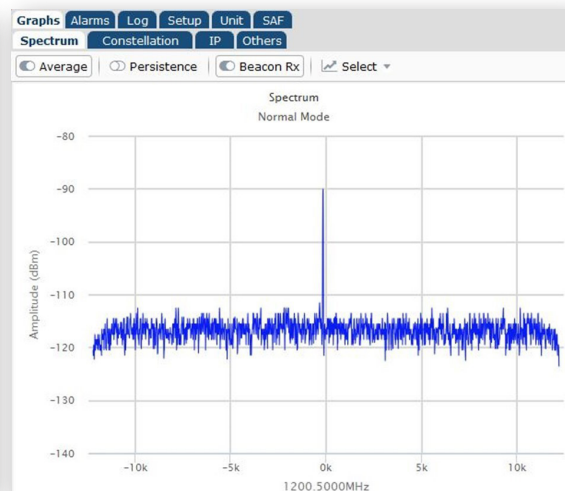 Graphs Alarms Log Setup Unit SAF
Spectrum Constellation IP Others
Average Persistence Beacon Rx Select
Spectrum
Normal Mode
Amplitude (dBm)
-80
-90
-100
-110
-120
-130
-140
-10k -5k 0k 5k 10k
1200.5000MHz